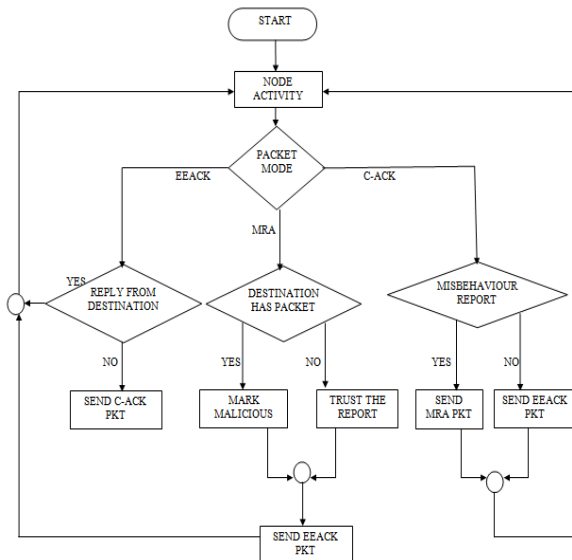 START
NODE
ACTIVITY
PACKET
MODE
EEACK
C-ACK
MRA
YES
REPLY FROM
DESTINATION
DESTINATION
HAS PACKET
MISBEHAVIOUR
REPORT
NO
YES
NO
YES
NO
SEND C-ACK
PKT
MARK
MALICIOUS
TRUST THE
REPORT
SEND
MRA PKT
SEND EEACK
PKT
SEND EEACK
PKT